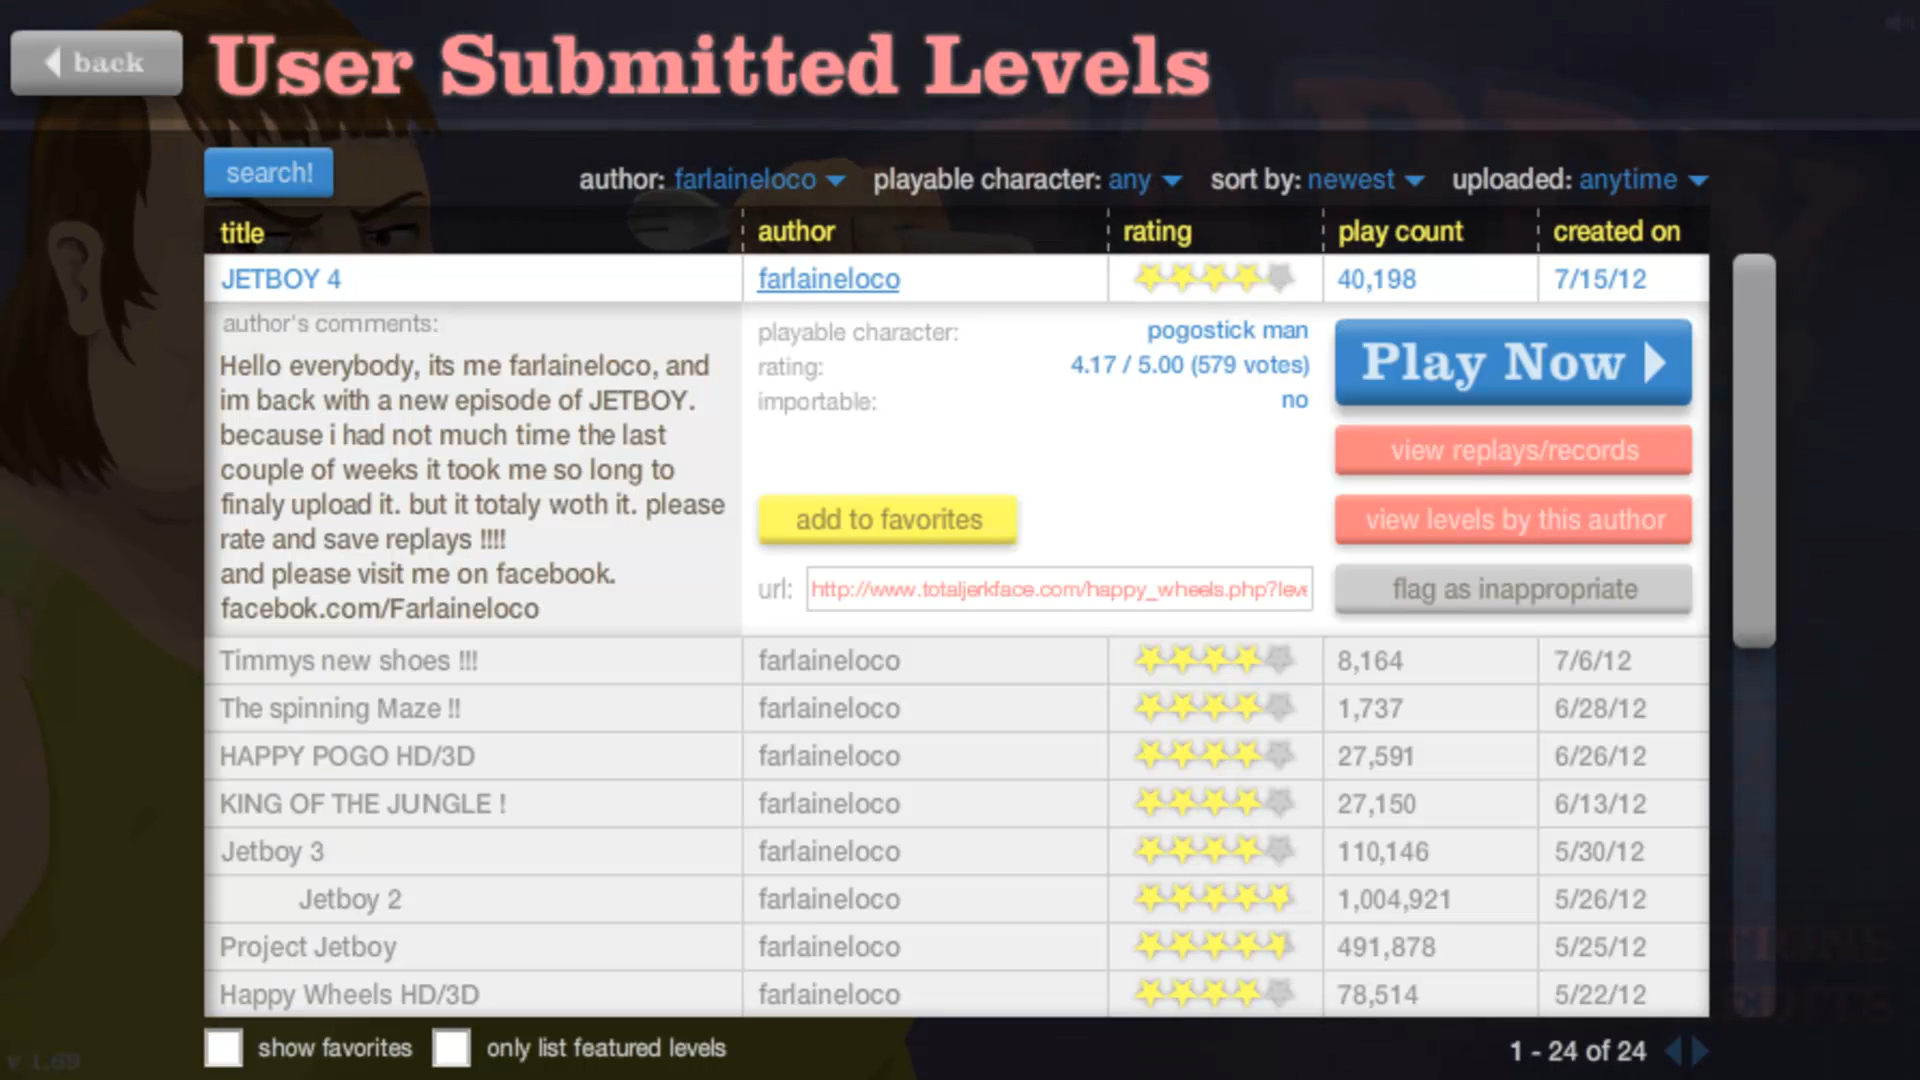 back
User Submitted Levels
search!
author: farlaineloco
playable character: any
sort by: newest
uploaded: anytime
title
author
rating
play count
created on
JETBOY 4
farlaineloco
40,198
7/15/12
author's comments:
Hello everybody, its me farlaineloco, and
im back with a new episode of JETBOY.
because i had not much time the last
couple of weeks it took me so long to
finaly upload it. but it totaly woth it. please
rate and save replays !!!!
and please visit me on facebook.
facebok.com/Farlaineloco
playable character: pogostick man
rating: 4.17 / 5.00 (579 votes)
importable: no
add to favorites
url: http://www.totaljerkface.com/happy_wheels.php?leve
Play Now
view replays/records
view levels by this author
flag as inappropriate
Timmys new shoes !!! farlaineloco 8,164 7/6/12
The spinning Maze !! farlaineloco 1,737 6/28/12
HAPPY POGO HD/3D farlaineloco 27,591 6/26/12
KING OF THE JUNGLE ! farlaineloco 27,150 6/13/12
Jetboy 3 farlaineloco 110,146 5/30/12
Jetboy 2 farlaineloco 1,004,921 5/26/12
Project Jetboy farlaineloco 491,878 5/25/12
Happy Wheels HD/3D farlaineloco 78,514 5/22/12
show favorites
only list featured levels
1 - 24 of 24